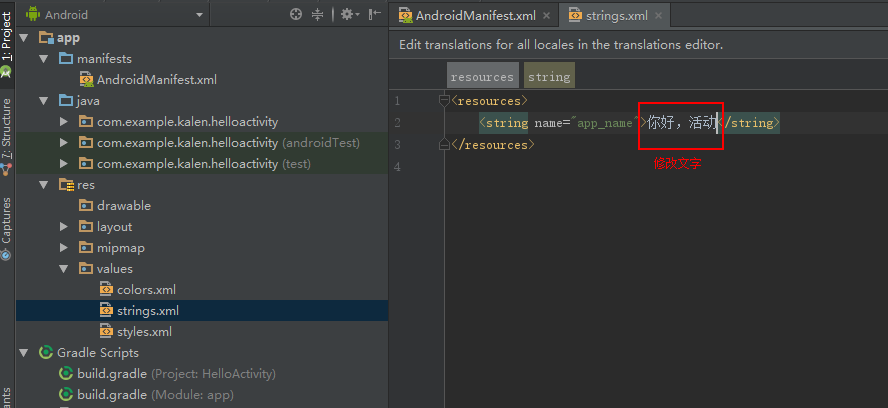 Android
AndroidManifest.xml
strings.xml
1: Project
Edit translations for all locales in the translations editor.
app
manifests
AndroidManifest.xml
resources
string
java
1
<resources>
com.example.kalen.helloactivity
2
<string name="app_name">你好，活动</string>
com.example.kalen.helloactivity (androidTest)
3
</resources>
com.example.kalen.helloactivity (test)
修改文字
4
Z: Structure
res
drawable
layout
Captures
mipmap
values
colors.xml
strings.xml
styles.xml
Gradle Scripts
build.gradle (Project: HelloActivity)
build.gradle (Module: app)